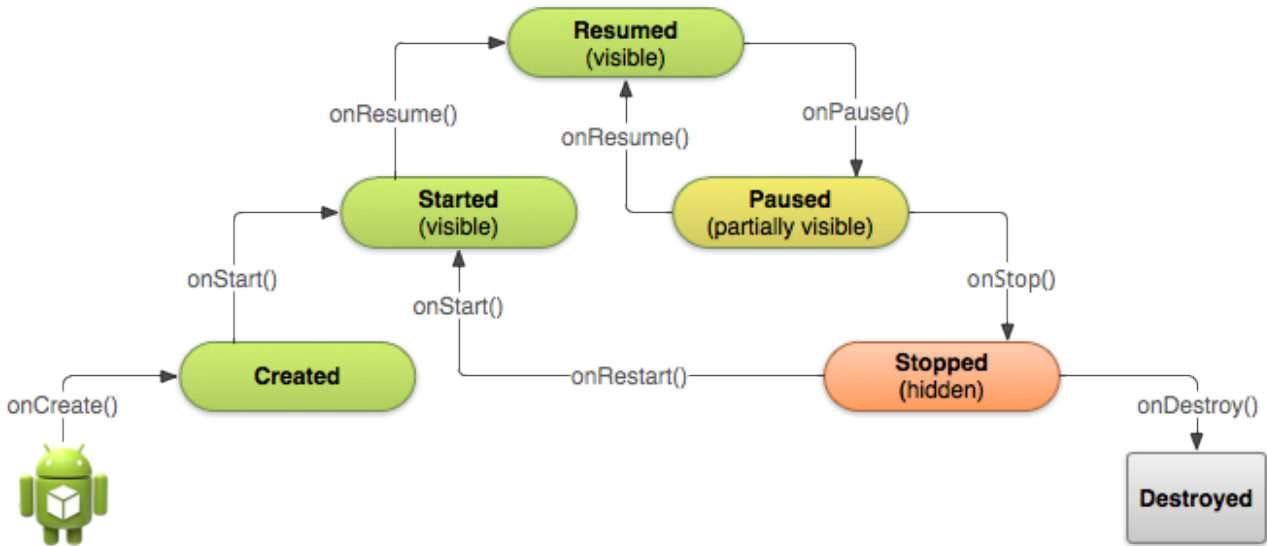 Resumed
(visible)
onResume()
onResume()
onPause()
Started
(visible)
Paused
(partially visible)
onStart()
onStart()
onStop()
Created
onRestart()
Stopped
(hidden)
onCreate()
onDestroy()
Destroyed